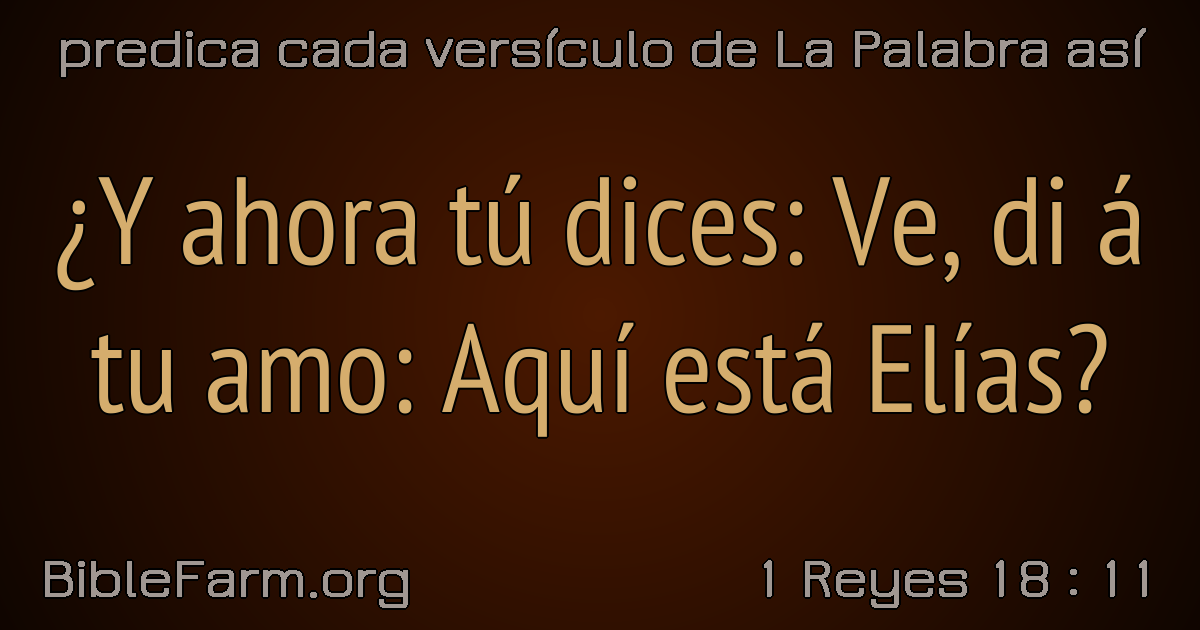 predica cada versículo de La Palabra así
¿Y ahora tú dices: Ve, di á
tu amo: Aquí está Elías?
BibleFarm.org
1 Reyes 18 : 11